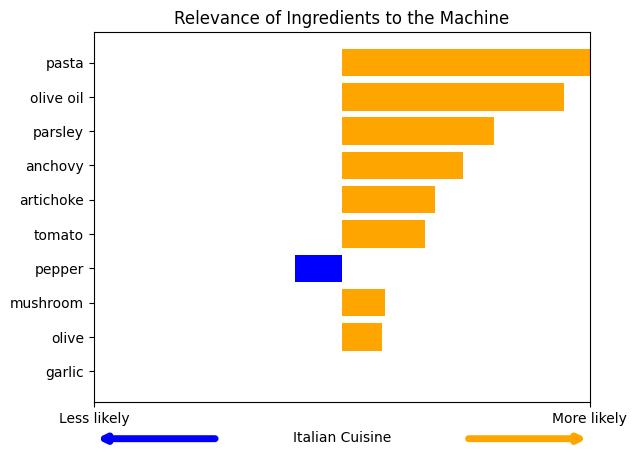 Relevance of Ingredients to the Machine
pasta
olive oil
parsley
anchovy
artichoke
tomato
pepper
mushroom
olive
garlic
Less likely
More likely
Italian Cuisine